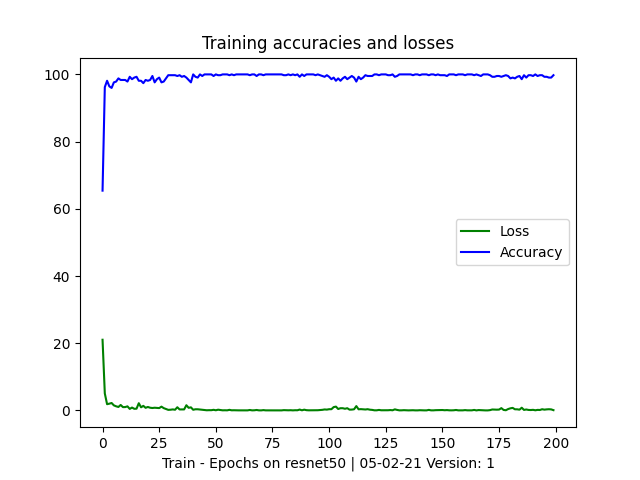 Training accuracies and losses
100
80
60
40
20
0
Loss
Accuracy
0 25 50 75 100 125 150 175 200
Train - Epochs on resnet50 | 05-02-21 Version: 1